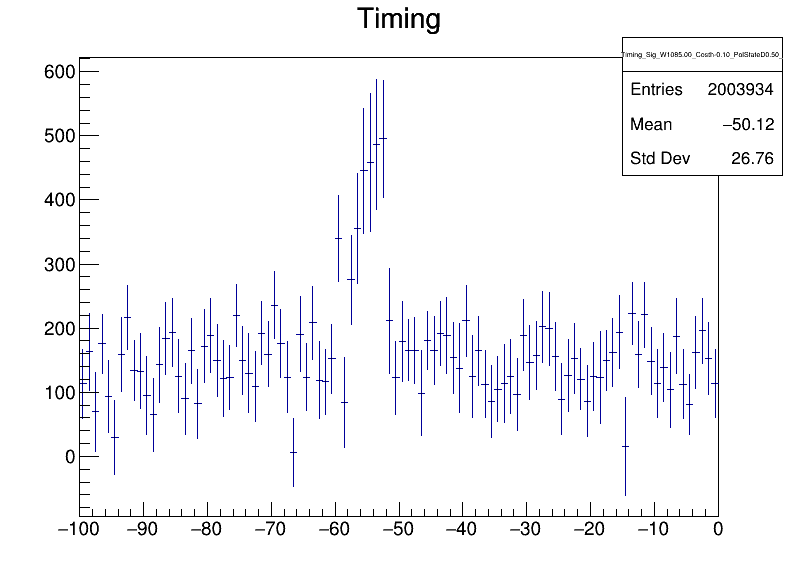 Timing
Timing_Sig_W1085.00_Costh-0.10_PolStateD0.50_
Entries 2003934
Mean −50.12
Std Dev 26.76
600
500
400
300
200
100
0
−100 −90 −80 −70 −60 −50 −40 −30 −20 −10 0